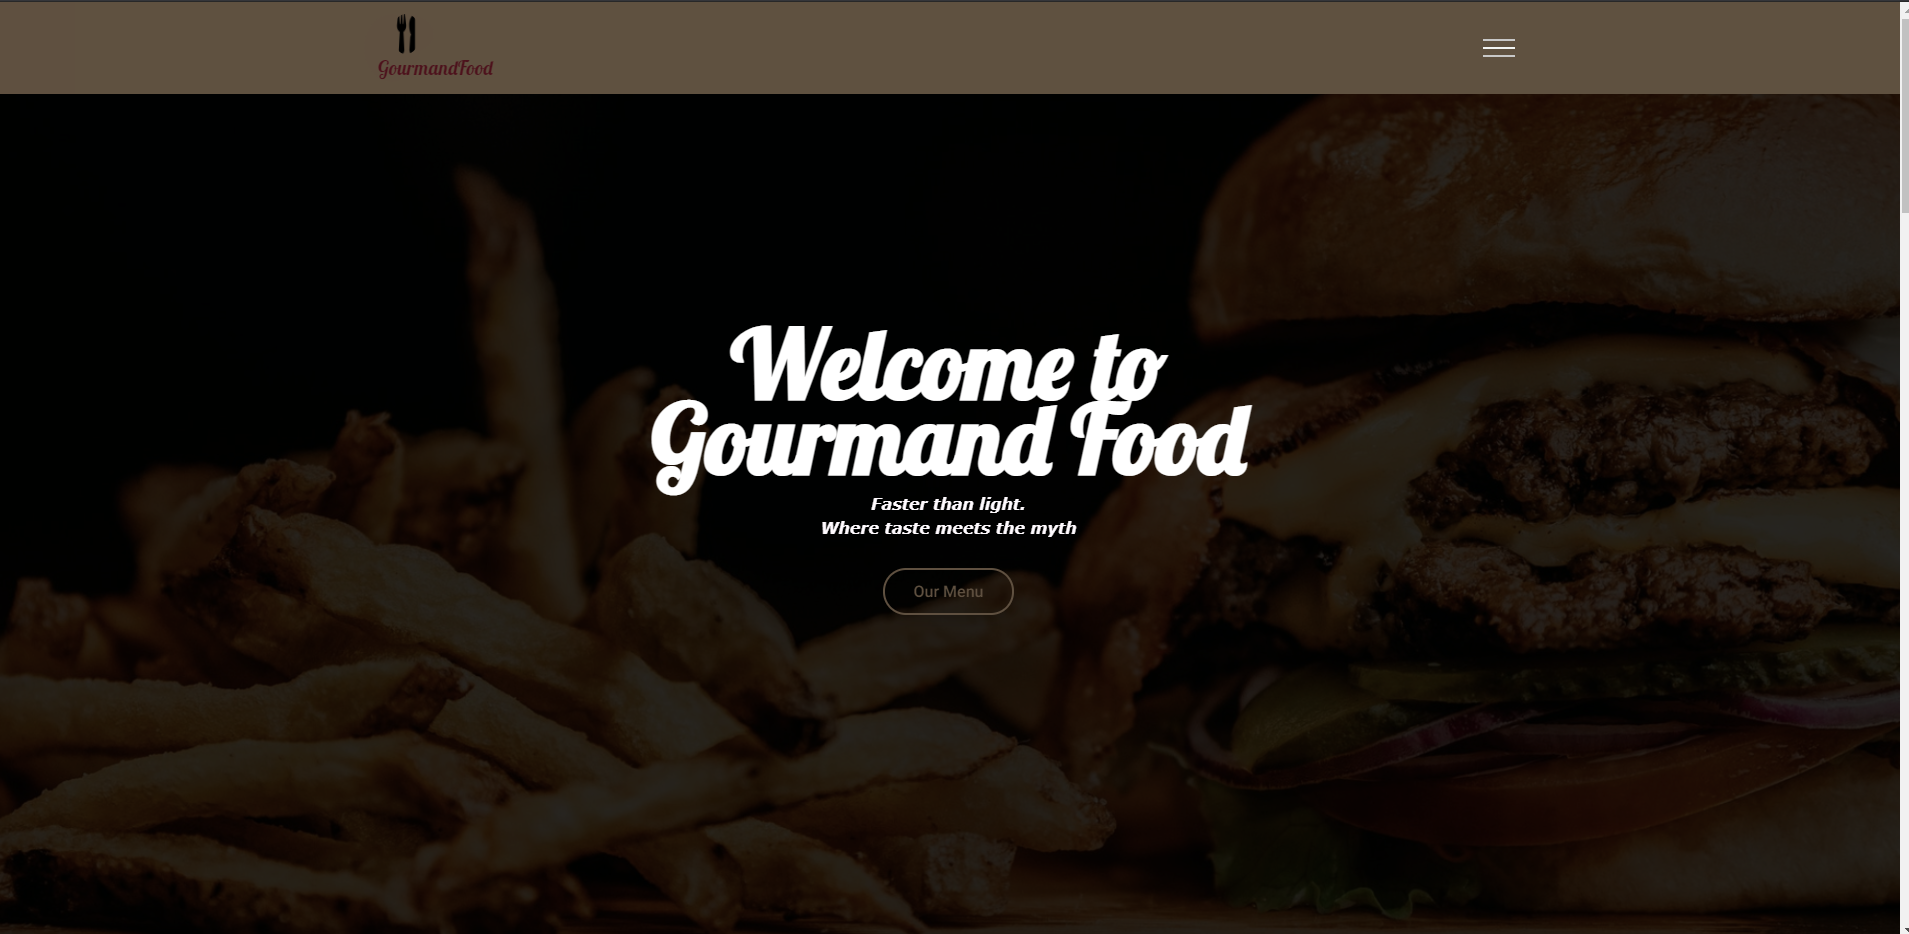 GourmandFood
Welcome to
Gourmand Food
Faster than light.
Where taste meets the myth
Our Menu